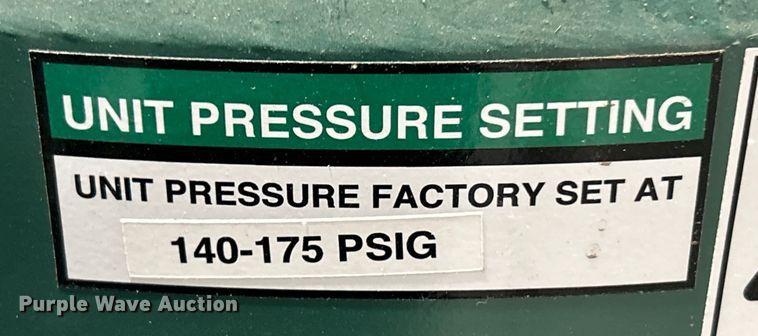 UNIT PRESSURE SETTING
UNIT PRESSURE FACTORY SET AT
140-175 PSIG
Purple Wave Auction